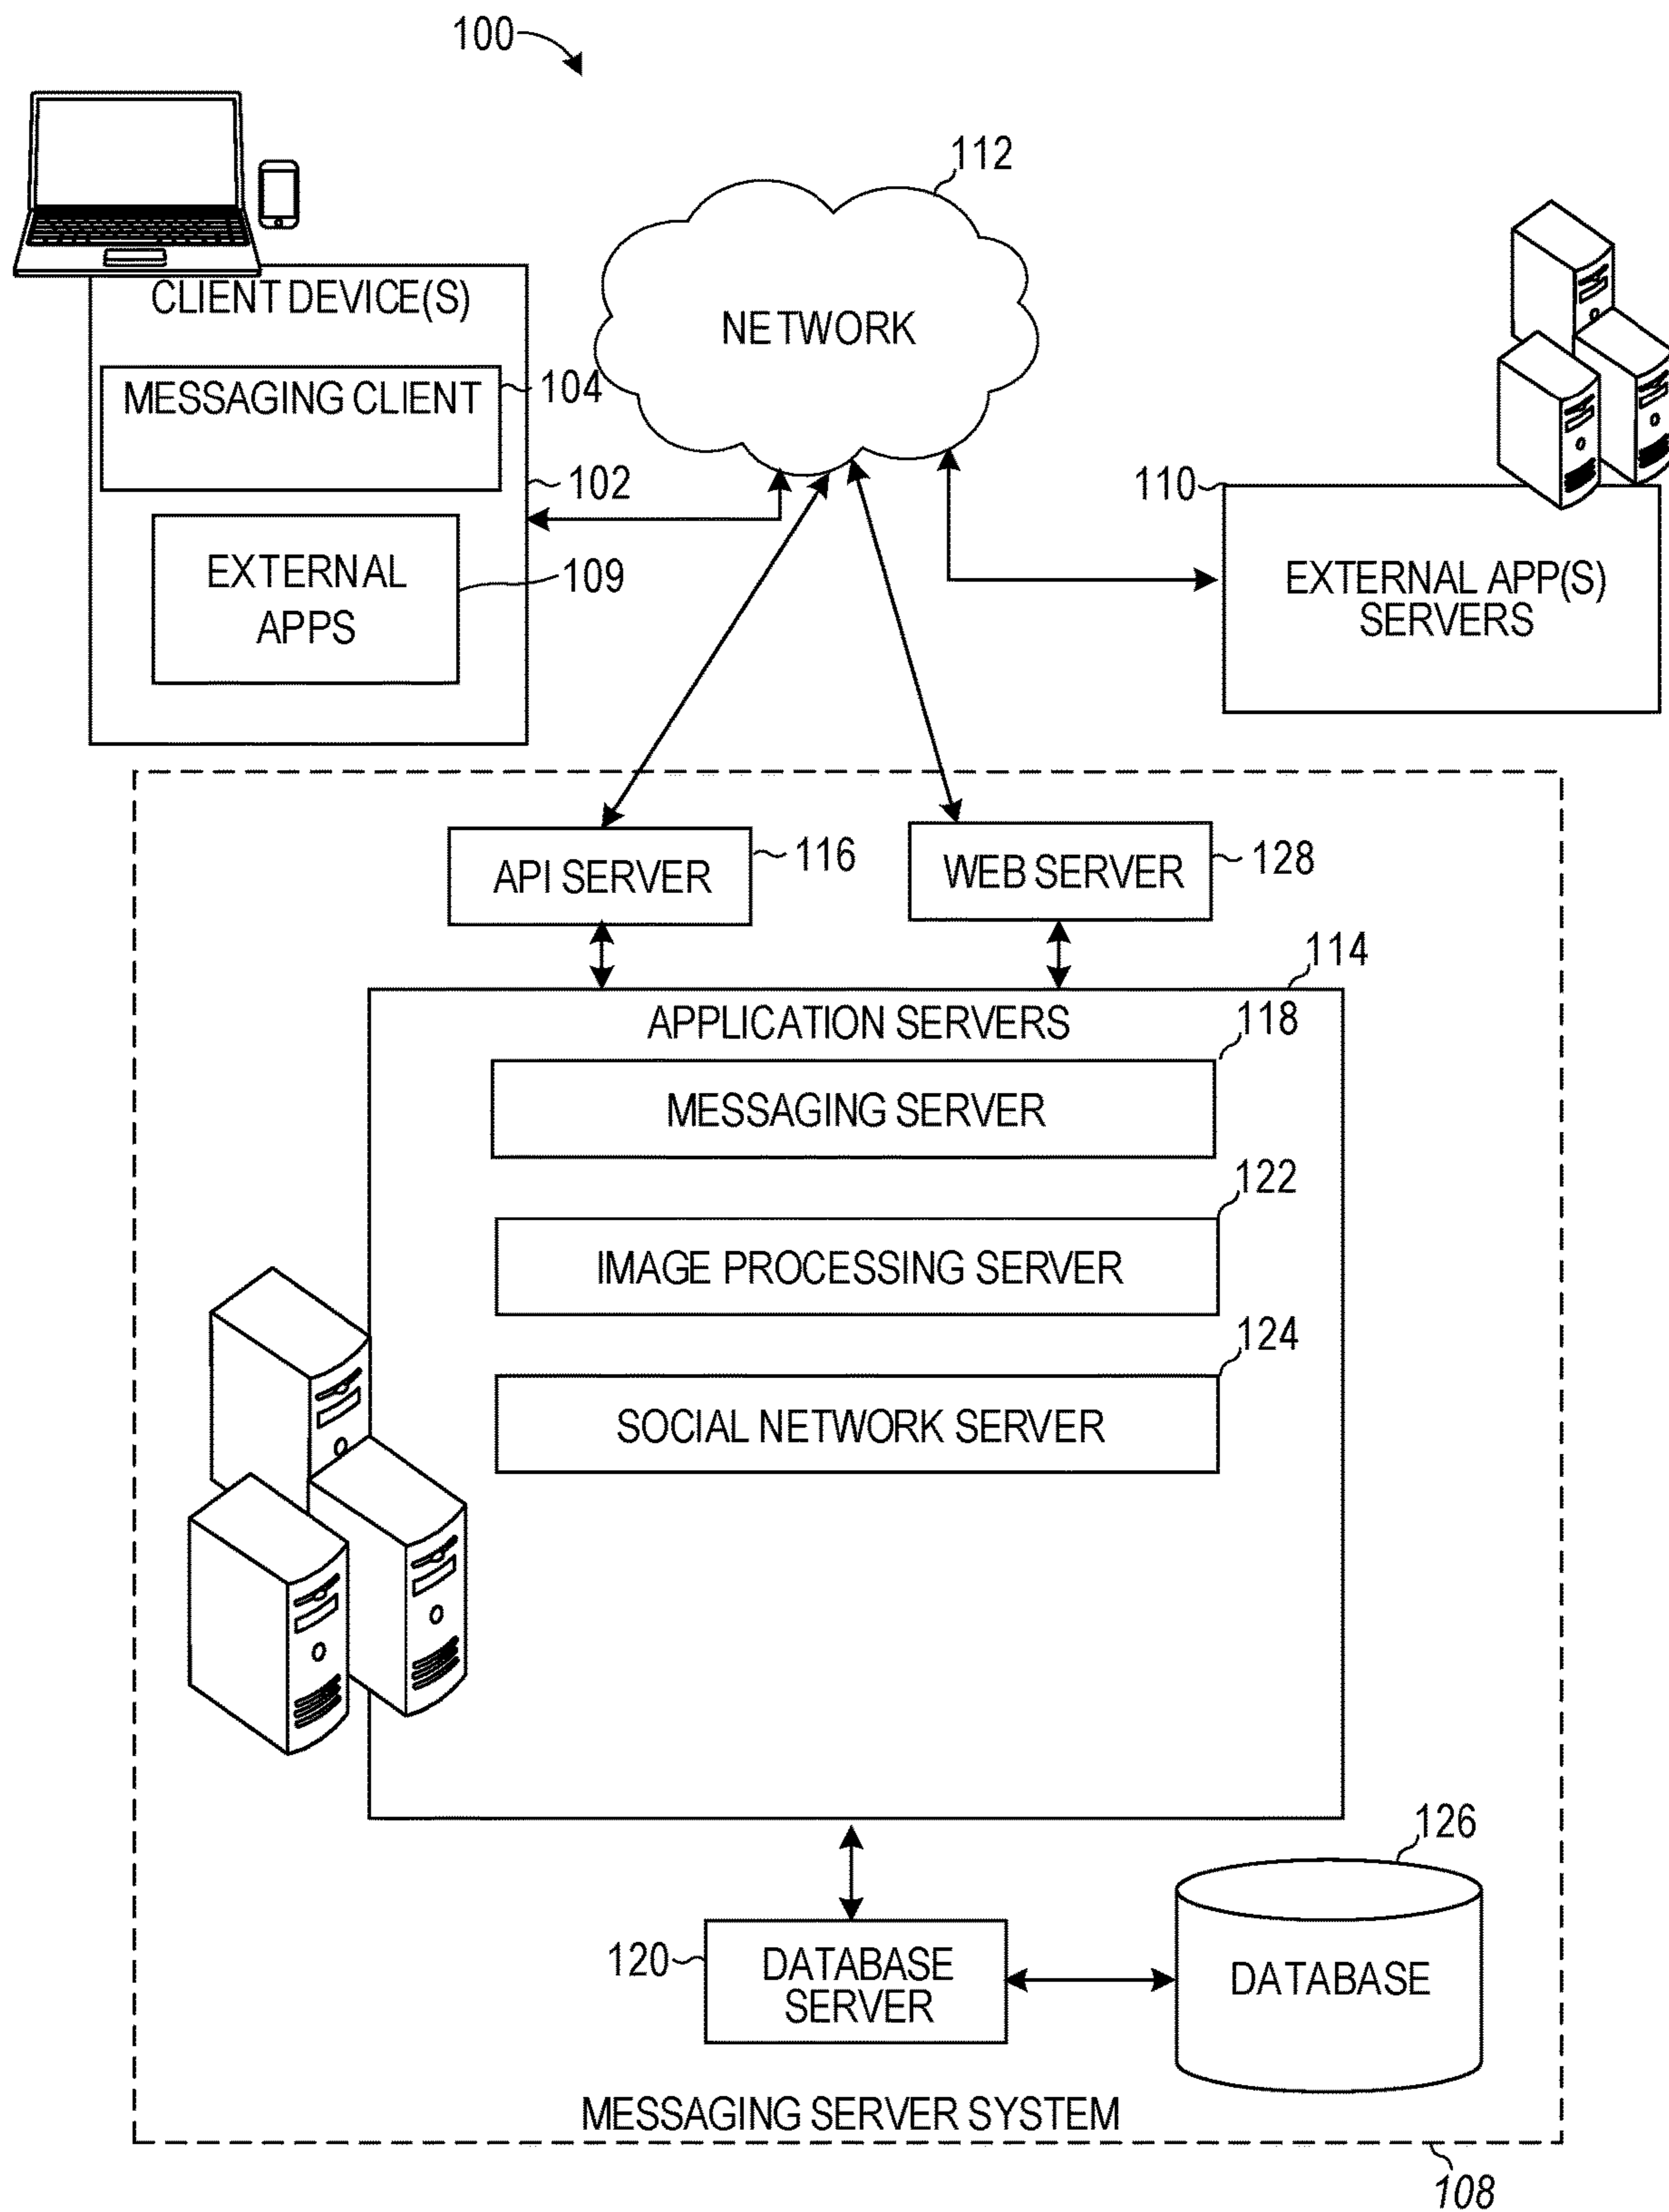 100
112
CLIENT DEVICE(S)
NETWORK
MESSAGING CLIENT
104
102
110
EXTERNAL
APPS
109
EXTERNAL APP(S)
SERVERS
API SERVER
116
WEB SERVER
128
114
APPLICATION SERVERS
118
MESSAGING SERVER
122
IMAGE PROCESSING SERVER
124
SOCIAL NETWORK SERVER
126
120
DATABASE
SERVER
DATABASE
MESSAGING SERVER SYSTEM
108